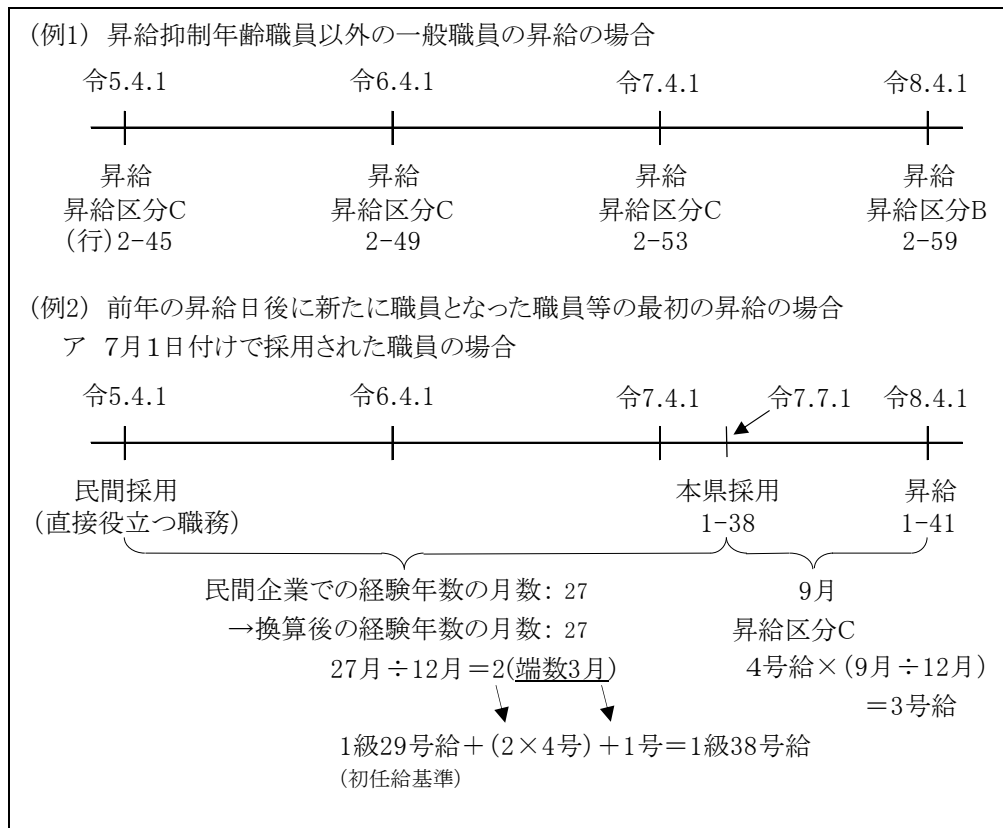 (例1) 昇給抑制年齢職員以外の一般職員の昇給の場合
令5.4.1 令6.4.1 令7.4.1 令8.4.1
昇給 昇給 昇給 昇給
昇給区分C 昇給区分C 昇給区分C 昇給区分B
(行)2-45 2-49 2-53 2-59
(例2) 前年の昇給日後に新たに職員となった職員等の最初の昇給の場合
ア 7月1日付けで採用された職員の場合
令5.4.1 令6.4.1 令7.4.1 令7.7.1 令8.4.1
民間採用 本県採用 昇給
(直接役立つ職務) 1-38 1-41
民間企業での経験年数の月数: 27 9月
→換算後の経験年数の月数: 27 昇給区分C
27月÷12月=2(端数3月) 4号給×(9月÷12月)
=3号給
1級29号給+(2×4号)+1号=1級38号給
(初任給基準)